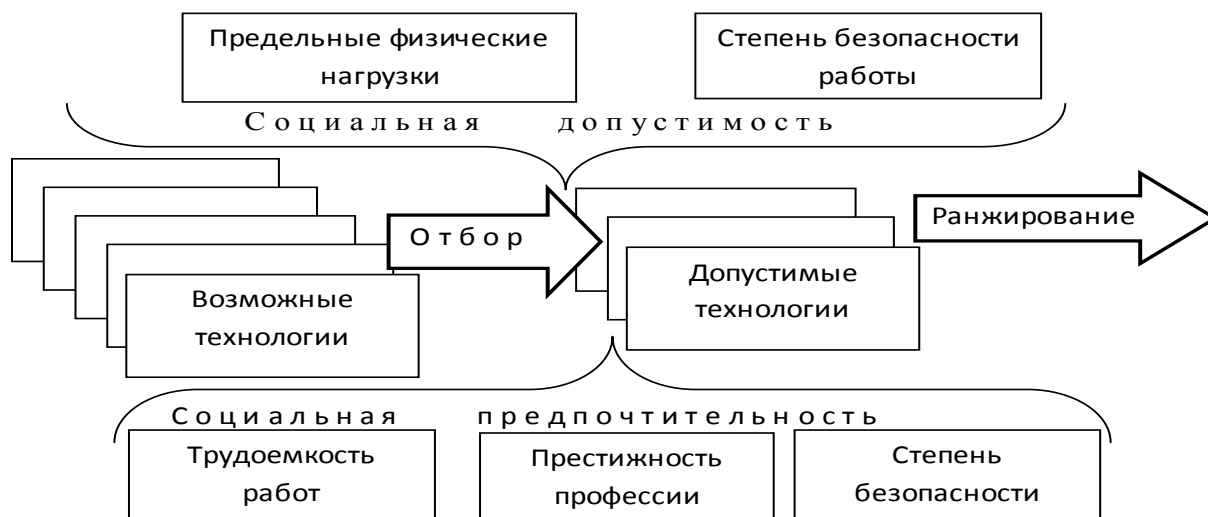 Предельные физические
нагрузки
Степень безопасности
работы
Социальная допустимость
Отбор
Ранжирование
Возможные
технологии
Допустимые
технологии
Социальная предпочтительность
Трудоемкость
работ
Престижность
профессии
Степень
безопасности